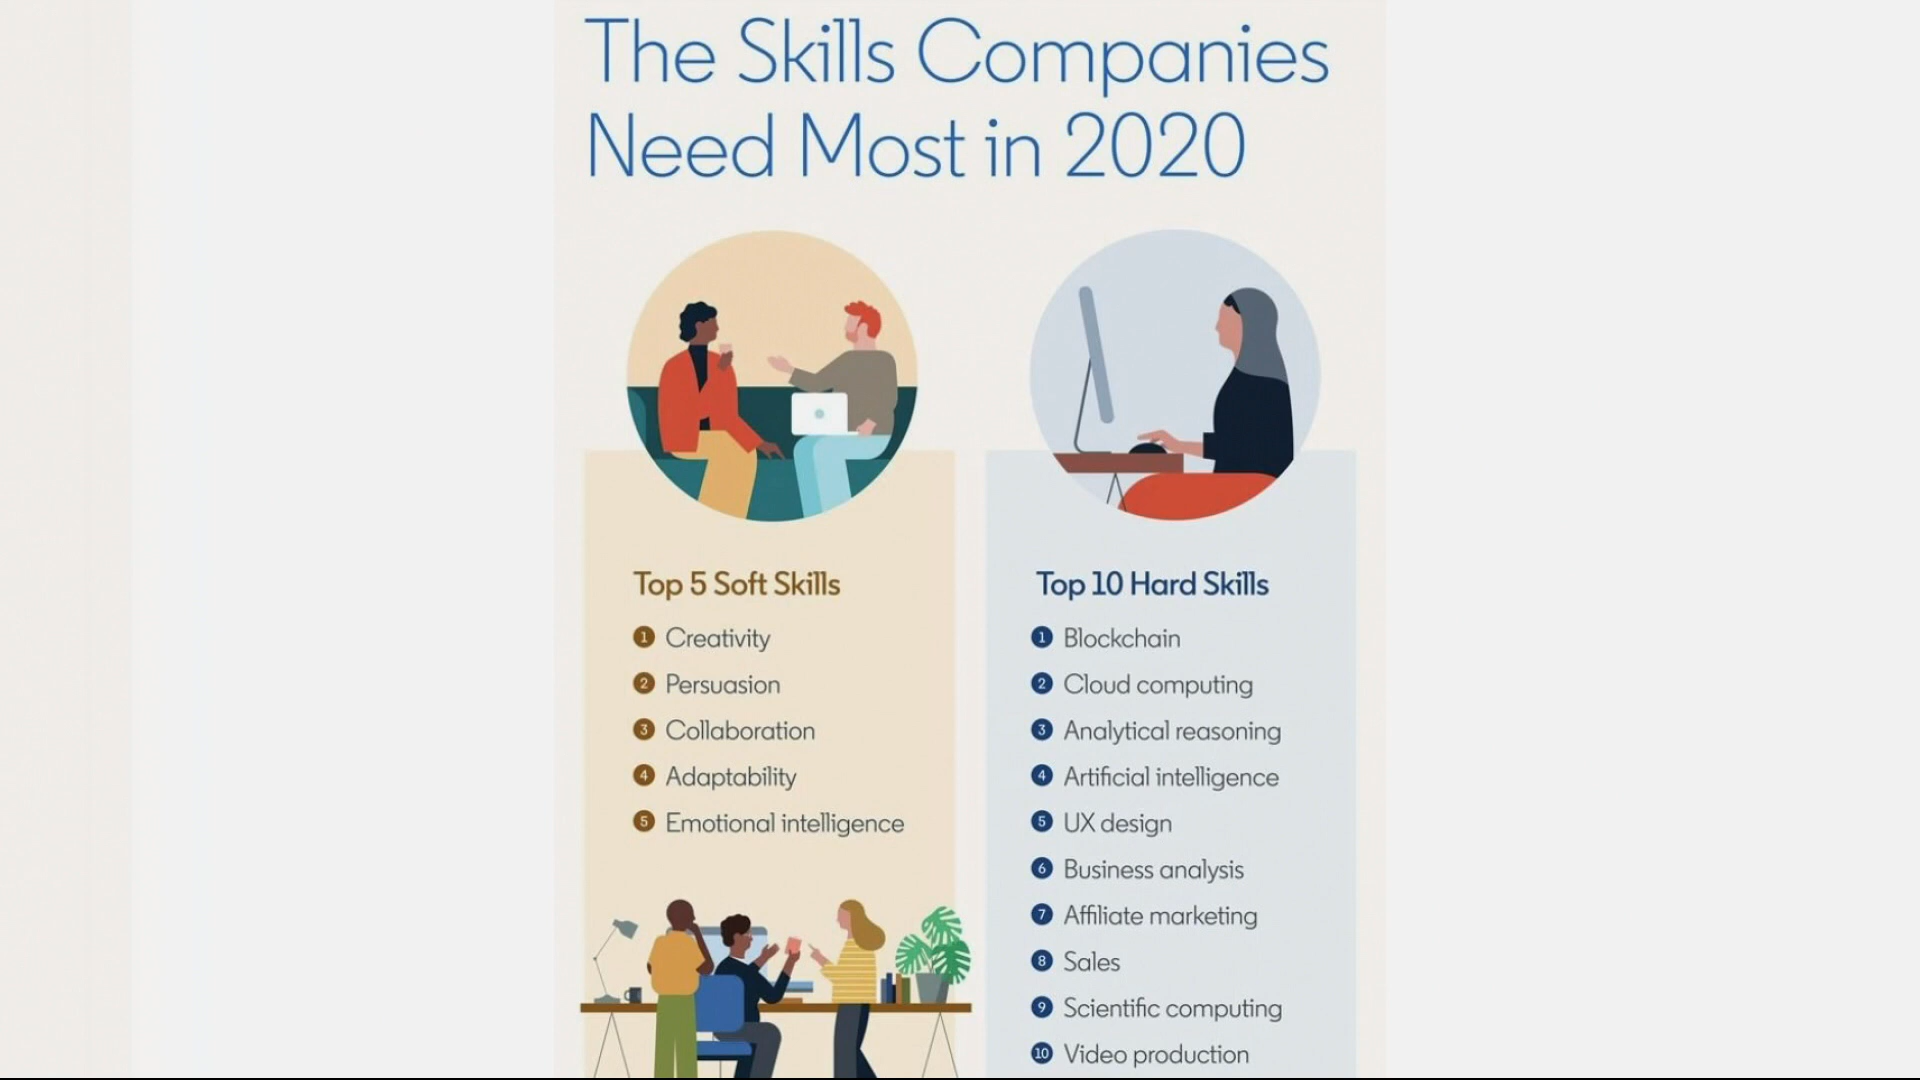 The Skills Companies
Need Most in 2020
Top 5 Soft Skills
1 Creativity
2 Persuasion
3 Collaboration
4 Adaptability
5 Emotional intelligence
Top 10 Hard Skills
1 Blockchain
2 Cloud computing
3 Analytical reasoning
4 Artificial intelligence
5 UX design
6 Business analysis
7 Affiliate marketing
8 Sales
9 Scientific computing
10 Video production